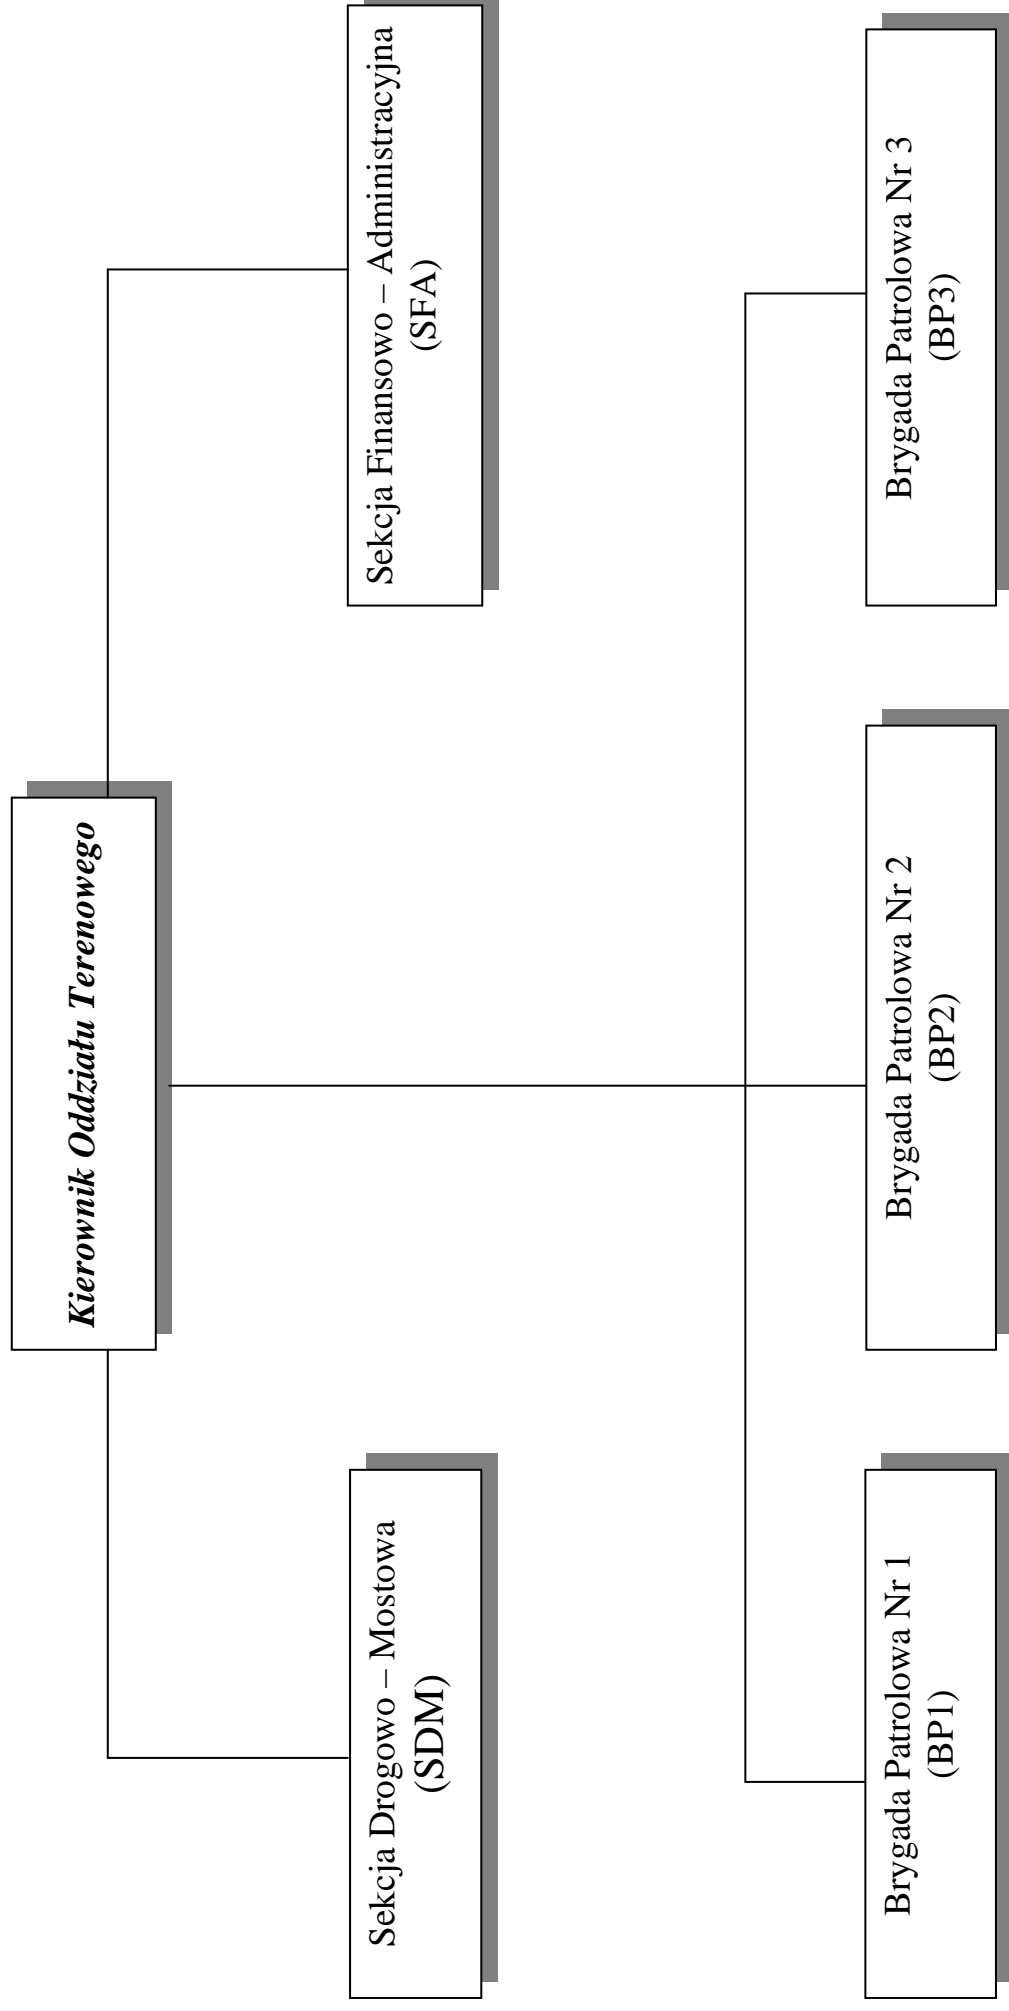 Kierownik Oddziału Terenowego
Sekcja Drogowo – Mostowa
(SDM)
Sekcja Finansowo – Administracyjna
(SFA)
Brygada Patrolowa Nr 1
(BP1)
Brygada Patrolowa Nr 2
(BP2)
Brygada Patrolowa Nr 3
(BP3)